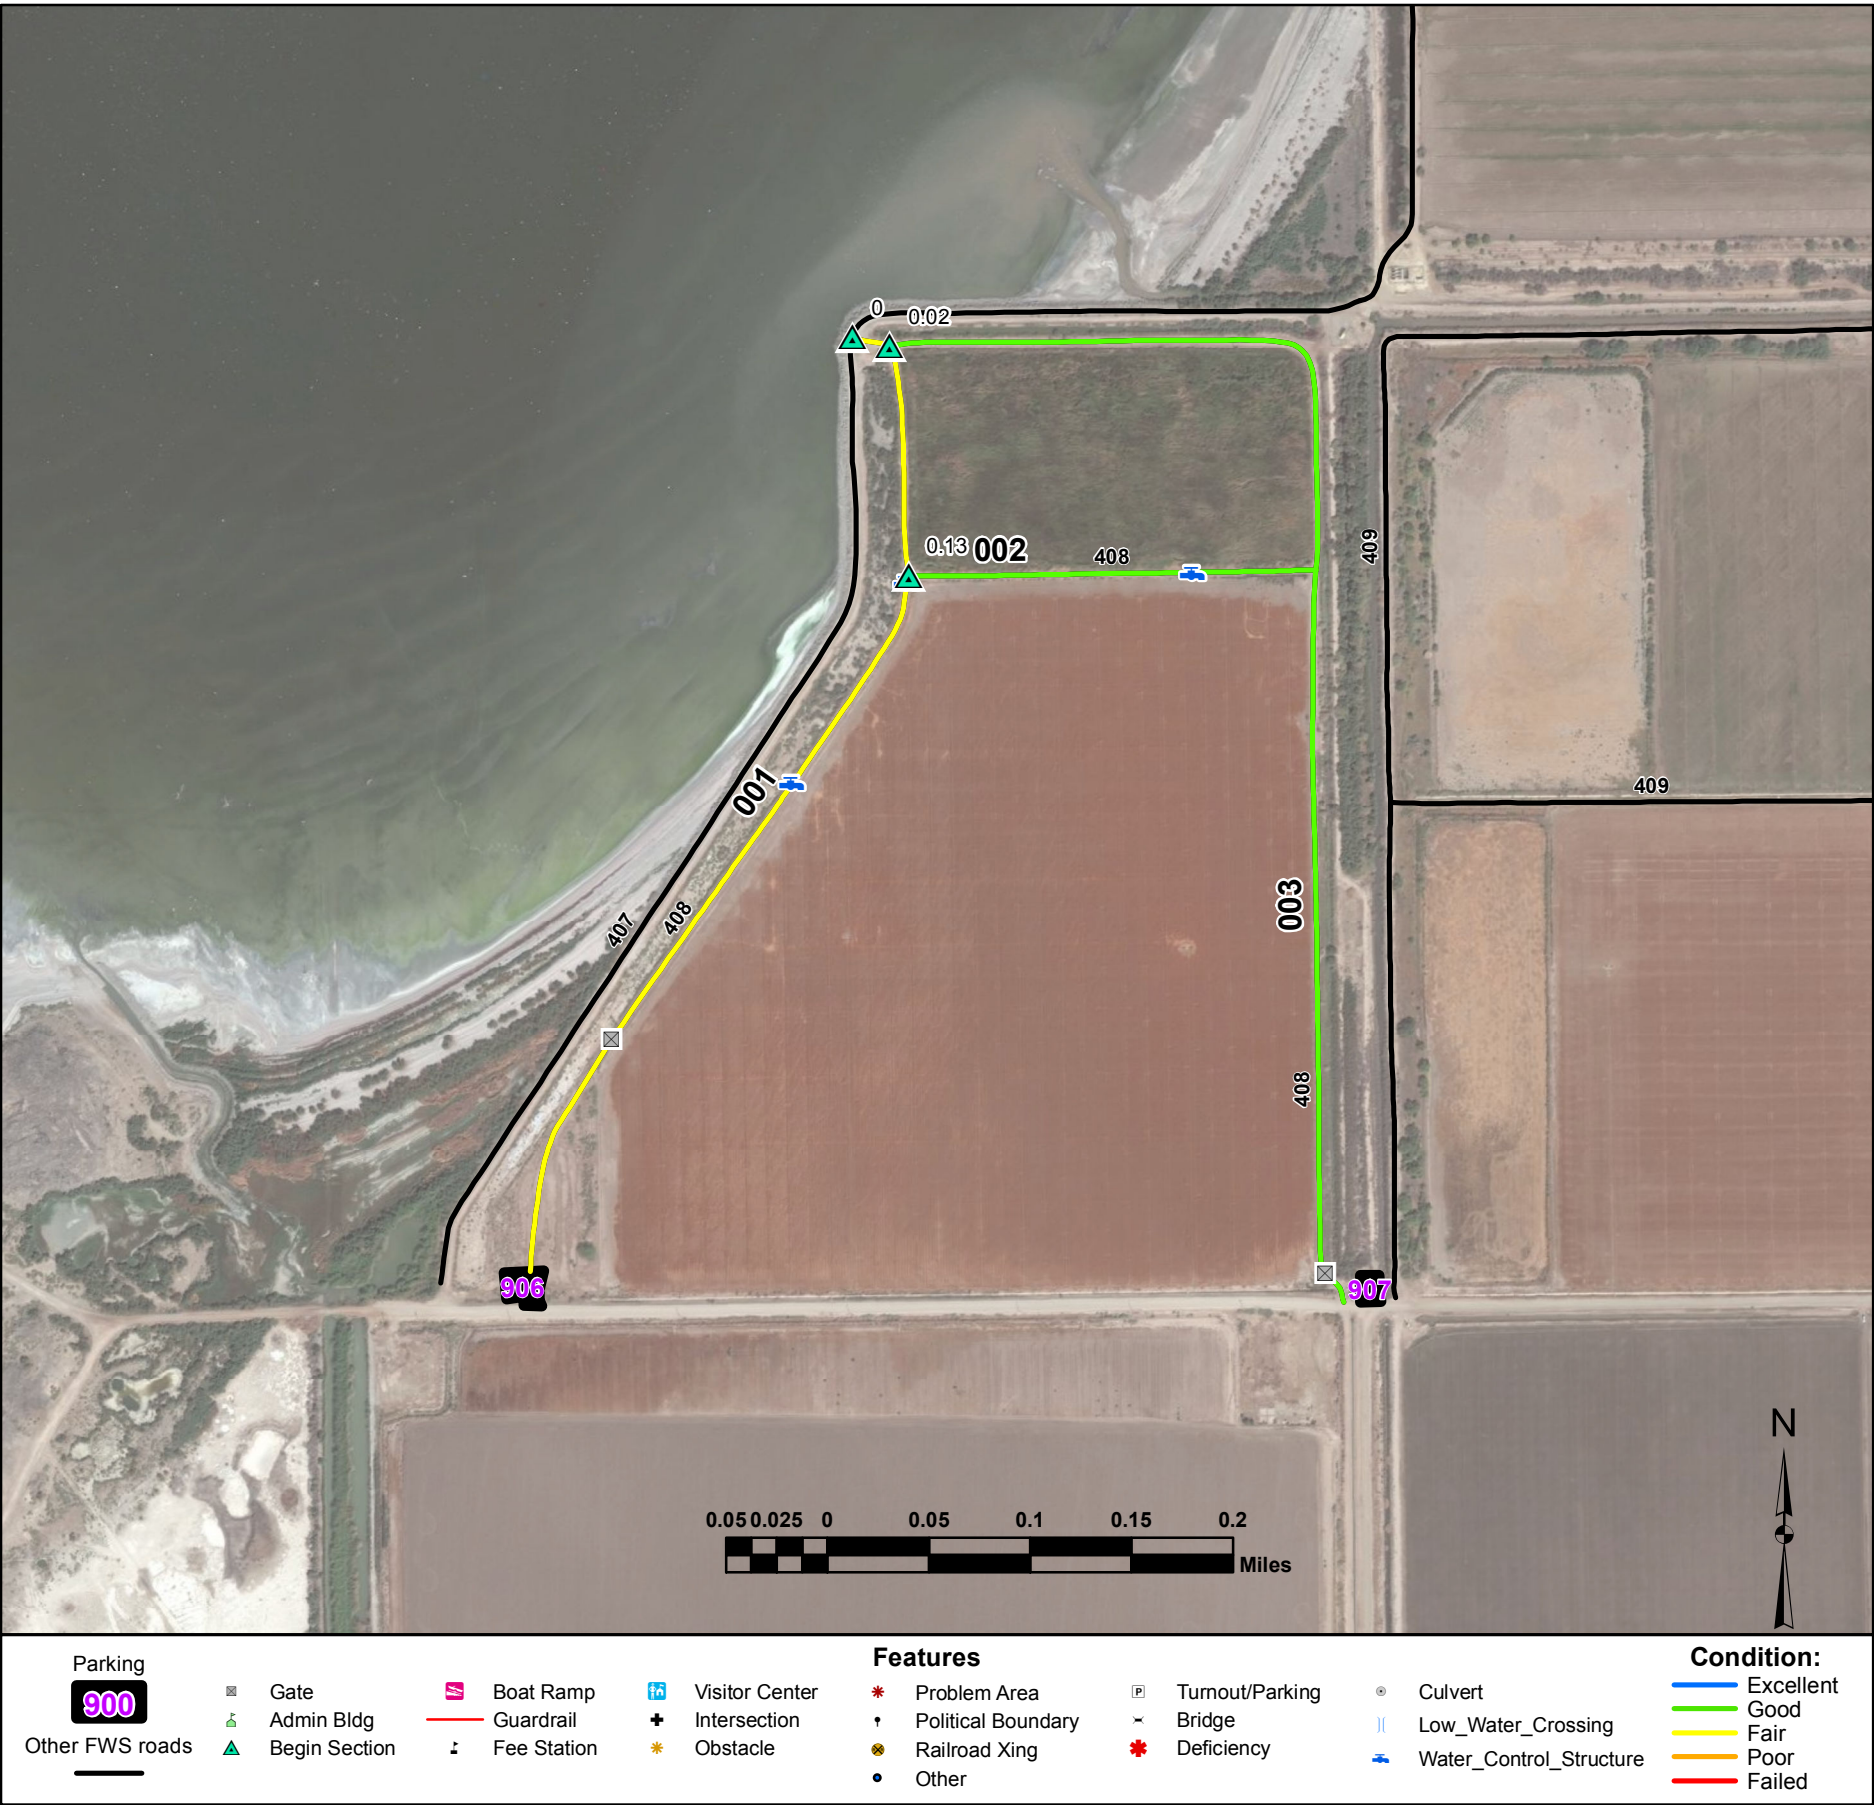 0
0.02
0.13
002
408
409
409
001
407
408
003
408
906
907
N
0.05 0.025 0 0.05 0.1 0.15 0.2
Miles
Parking
900
Other FWS roads
Gate
Admin Bldg
Begin Section
Boat Ramp
Guardrail
Fee Station
Visitor Center
Intersection
Obstacle
Features
Problem Area
Political Boundary
Railroad Xing
Other
P
Turnout/Parking
Bridge
Deficiency
Culvert
Low_Water_Crossing
Water_Control_Structure
Condition:
Excellent
Good
Fair
Poor
Failed